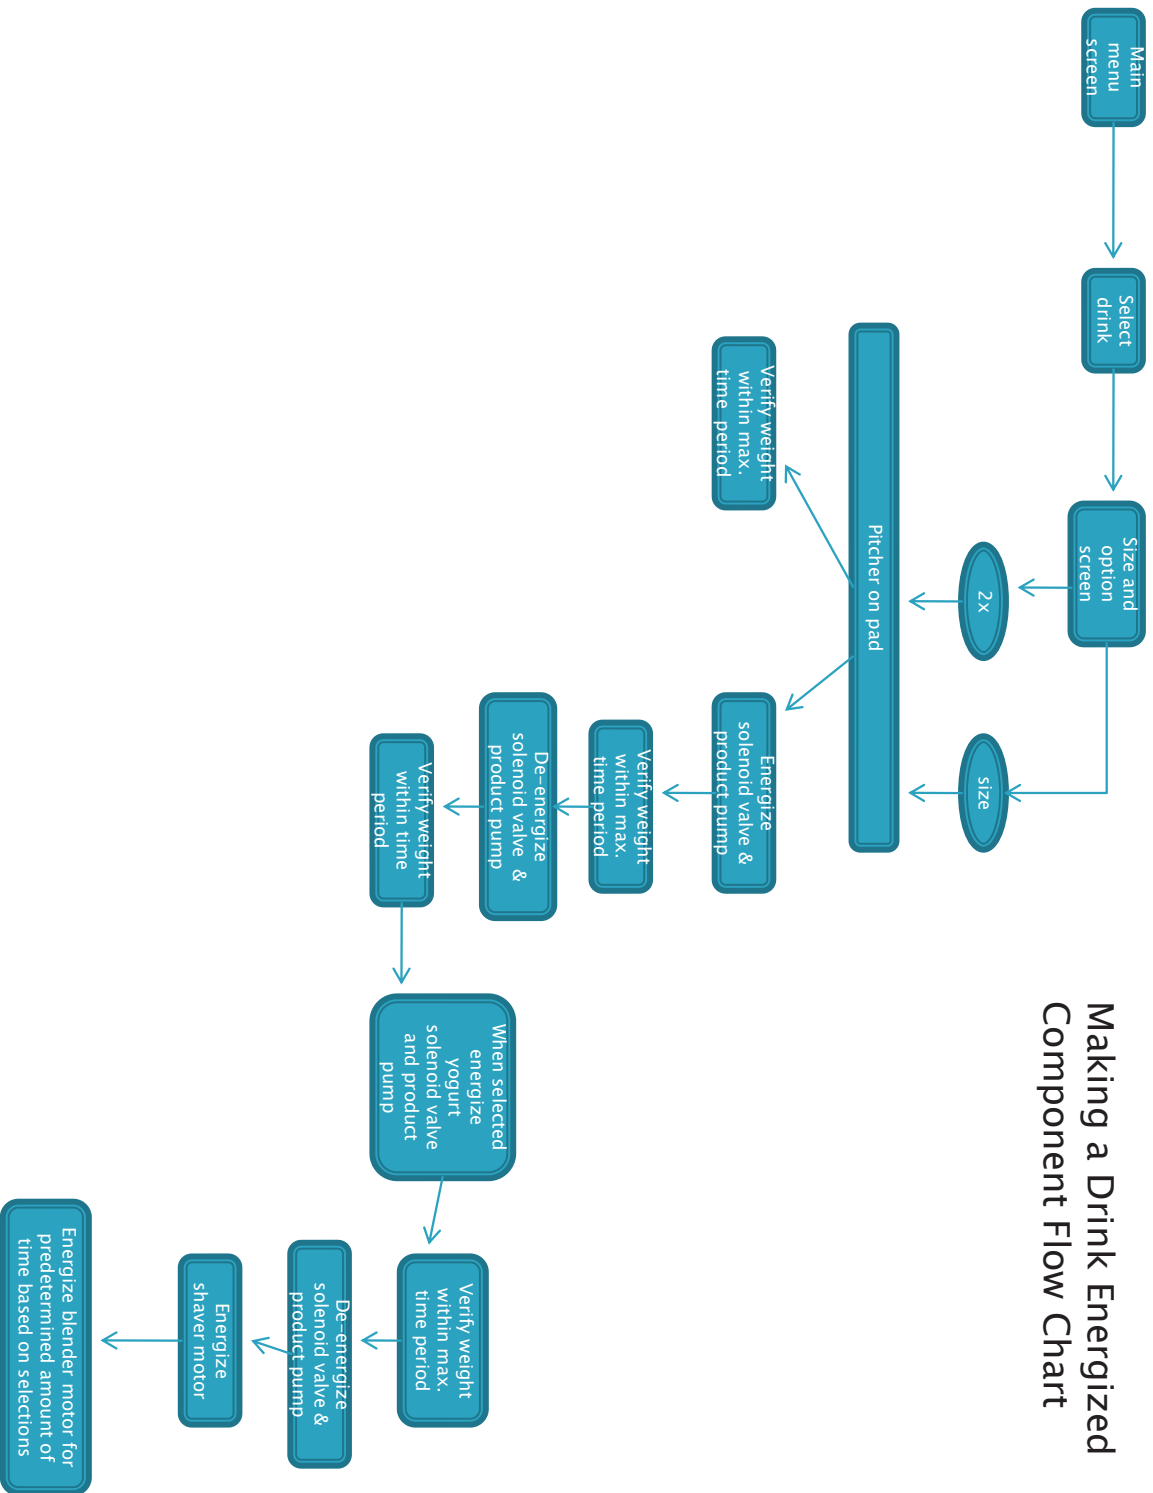 Making a Drink Energized
Component Flow Chart
Main
menu
screen
Select
drink
Size and
option
screen
2x
size
Pitcher on pad
Verify weight
within max.
time period
Energize
solenoid valve &
product pump
Verify weight
within max.
time period
De-energize
solenoid valve &
product pump
Verify weight
within time
period
When selected
energize
yogurt
solenoid valve
and product
pump
Verify weight
within max.
time period
De-energize
solenoid valve &
product pump
Energize
shaver motor
Energize blender motor for
predetermined amount of
time based on selections